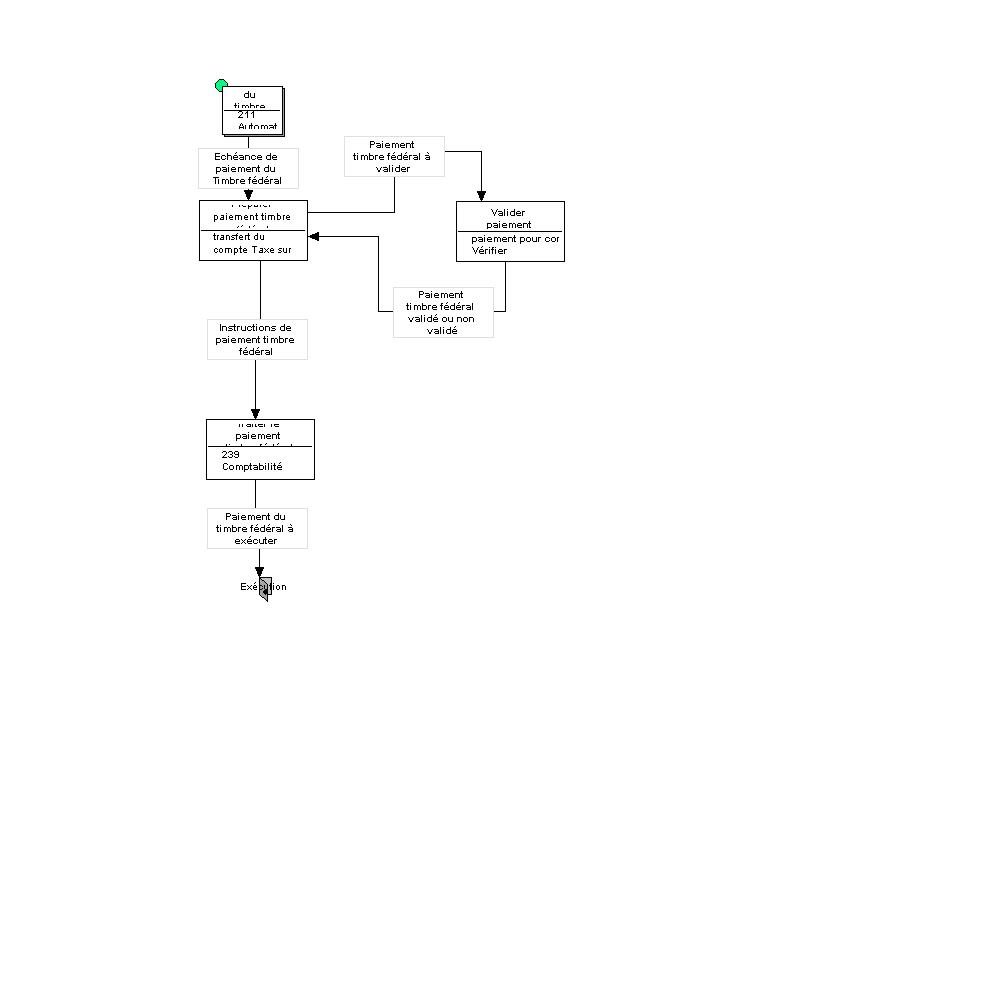 du
timbre
211
Automat
Echéance de
paiement du
Timbre fédéral
Paiement
timbre fédéral à
valider
Préparer
paiement timbre
transfert du
compte Taxe sur
Valider
paiement
paiement pour cor
Vérifier
Paiement
timbre fédéral
validé ou non
validé
Instructions de
paiement timbre
fédéral
Traiter le
paiement
timbre fédéral
239
Comptabilité
Paiement du
timbre fédéral à
exécuter
Exécution